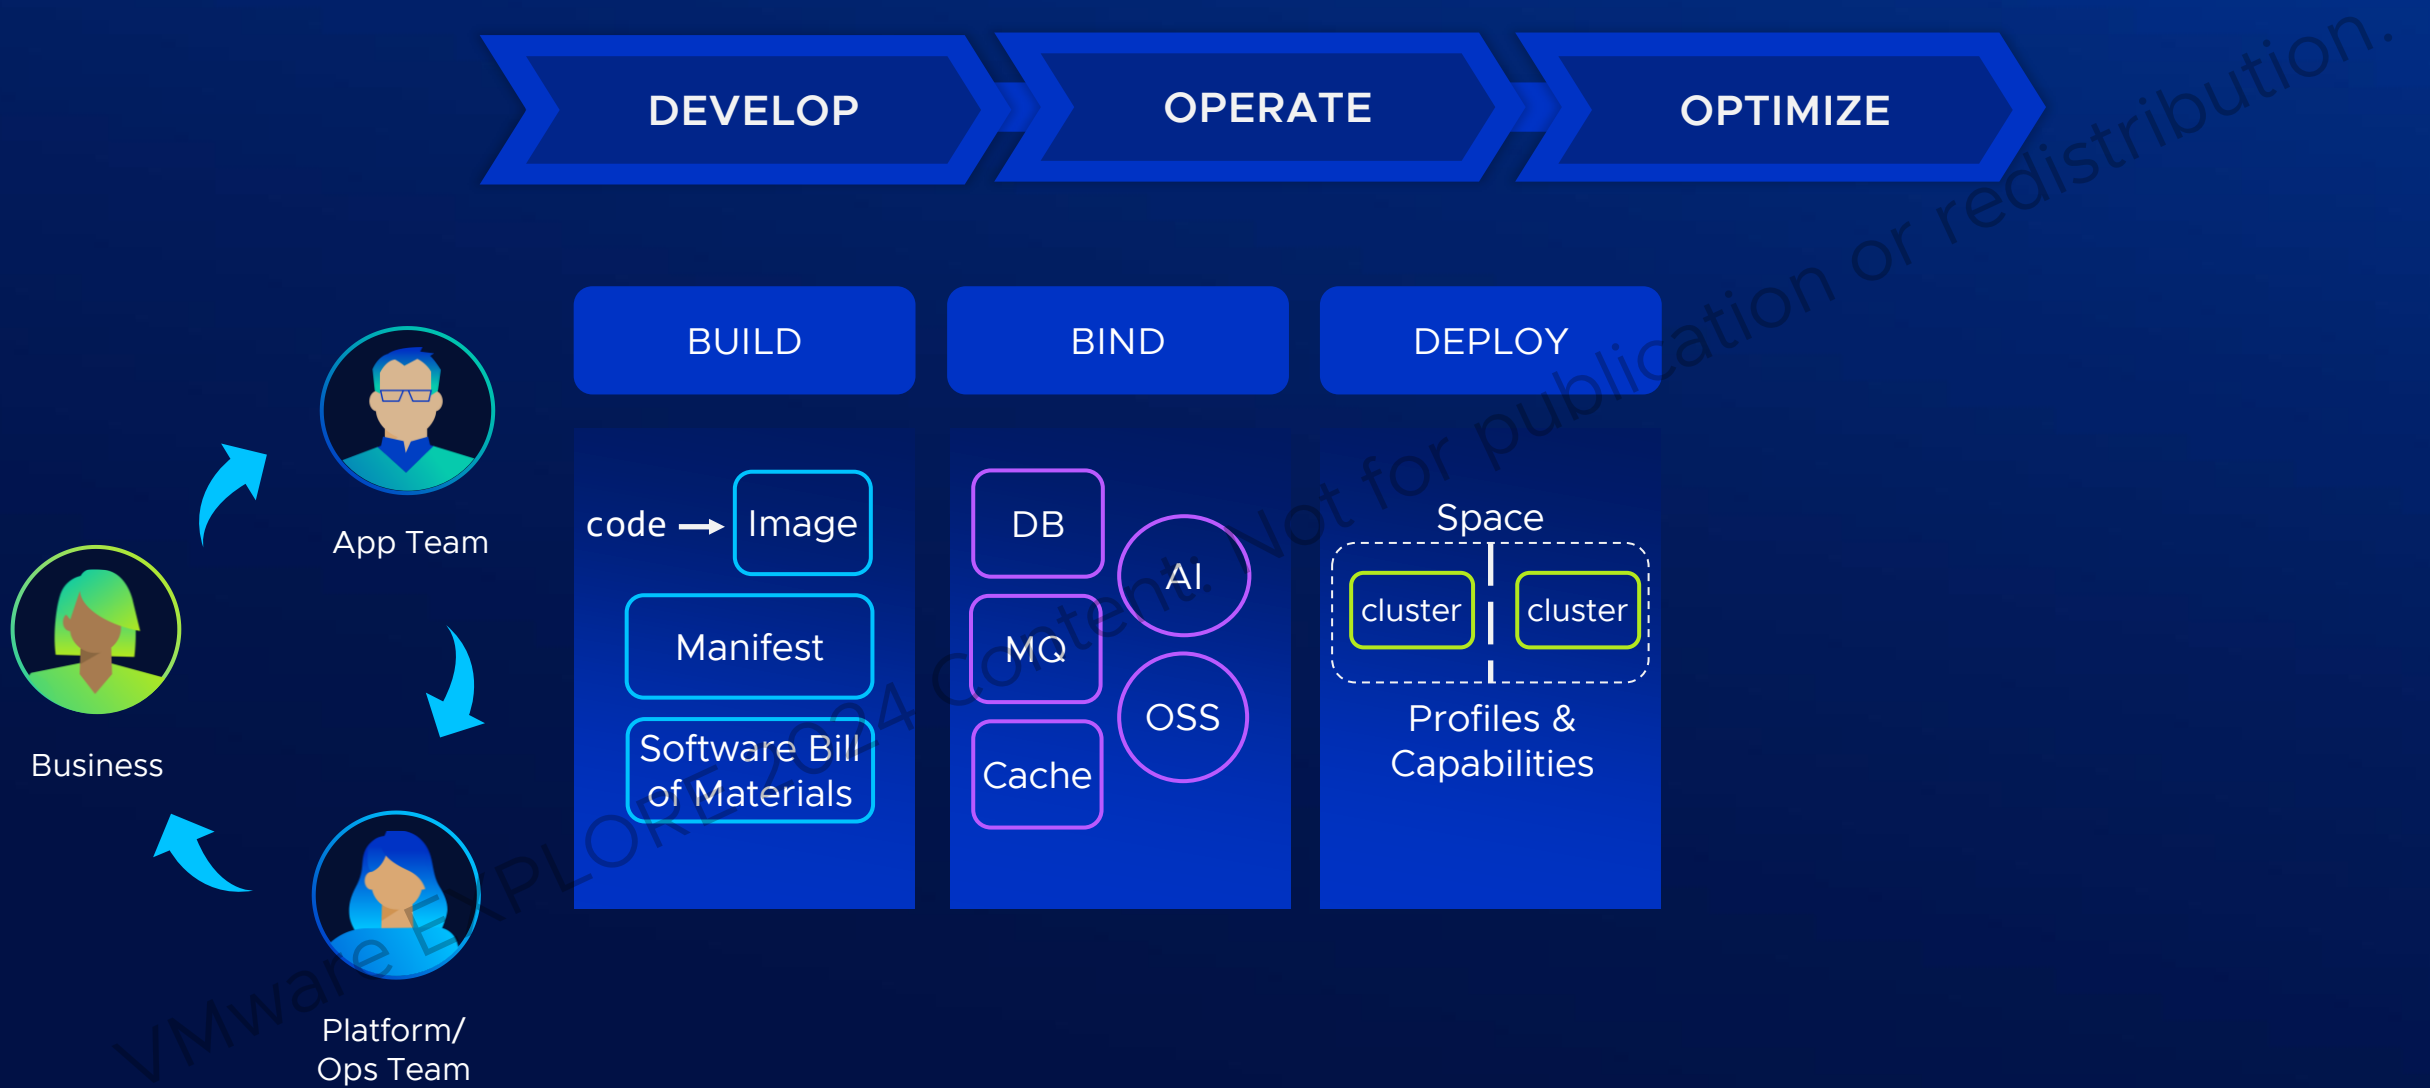 DEVELOP
OPERATE
OPTIMIZE
BUILD
BIND
DEPLOY
App Team
Business
Platform/
Ops Team
code
Image
Manifest
Software Bill
of Materials
DB
MQ
Cache
AI
OSS
Space
cluster
cluster
Profiles &
Capabilities
VMware EXPLORE 2024 Content. Not for publication or redistribution.